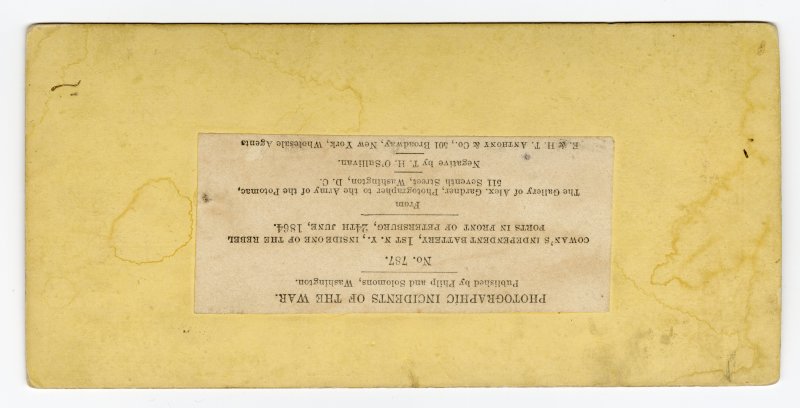 PHOTOGRAPHIC INCIDENTS OF THE WAR.
Published by Philp and Solomons, Washington.
No. 787.
COWAN'S INDEPENDENT BATTERY, 1ST N. Y., INSIDE ONE OF THE REBEL
FORTS IN FRONT OF PETERSBURG, 24TH JUNE, 1864.
From
The Gallery of Alex. Gardner, Photographer to the Army of the Potomac,
511 Seventh Street, Washington, D. C.
Negative by T. H. O'Sullivan.
E. & H. T. ANTHONY & Co., 501 Broadway, New York, Wholesale Agents